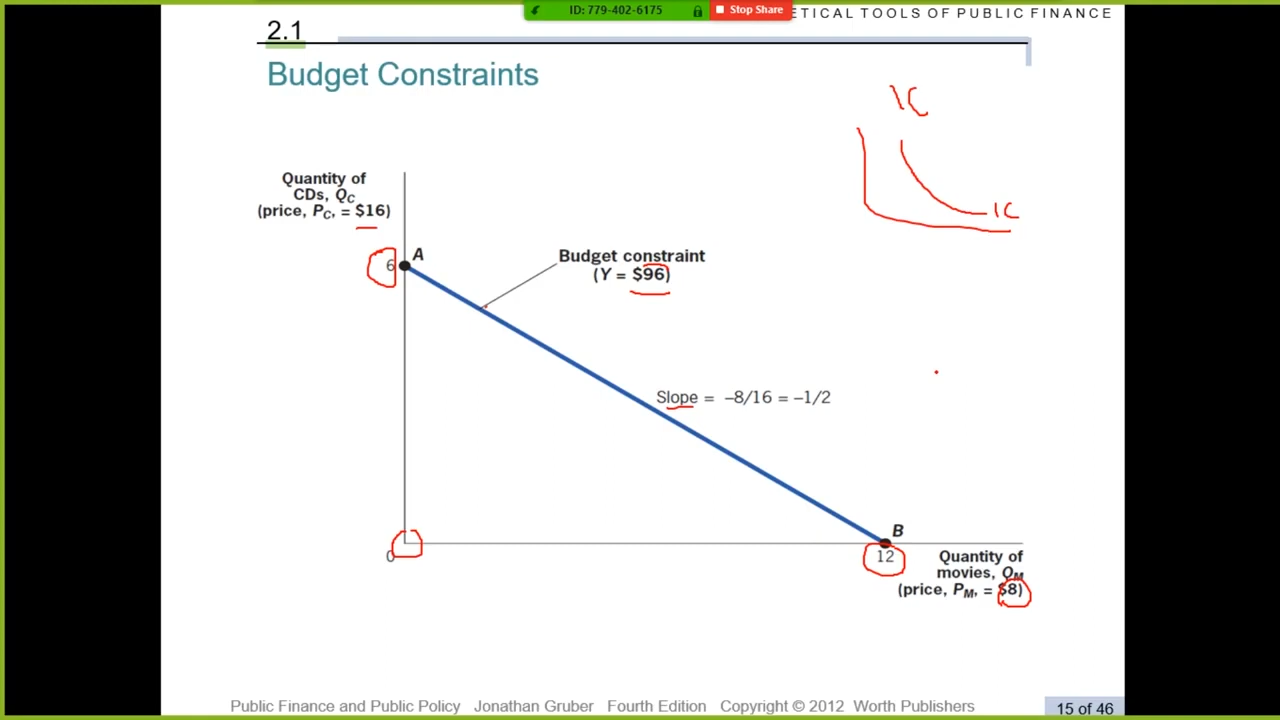 ID: 779-402-6175
Stop Share
ETICAL TOOLS OF PUBLIC FINANCE
2.1
Budget Constraints
IC
Quantity of
CDs, QC
(price, PC, = $16)
IC
6
A
Budget constraint
(Y = $96)
Slope = –8/16 = –1/2
B
0
12
Quantity of
movies, QM
(price, PM, = $8)
Public Finance and Public Policy Jonathan Gruber Fourth Edition Copyright © 2012 Worth Publishers
15 of 46